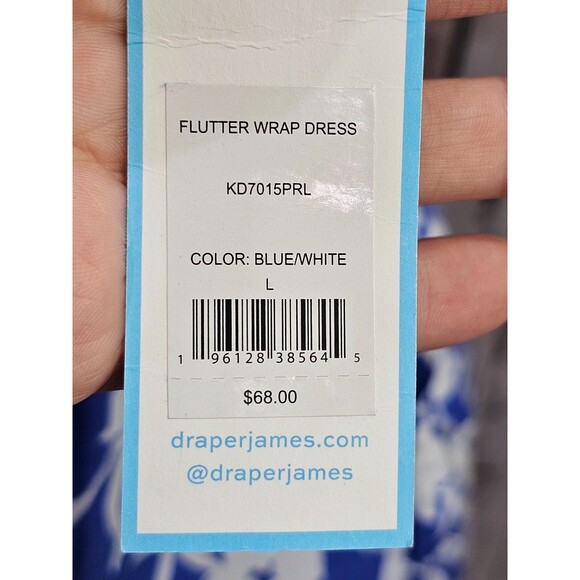 FLUTTER WRAP DRESS
KD7015PRL
COLOR: BLUE/WHITE
L
1 96128 38564 5
$68.00
draperjames.com
@draperjames